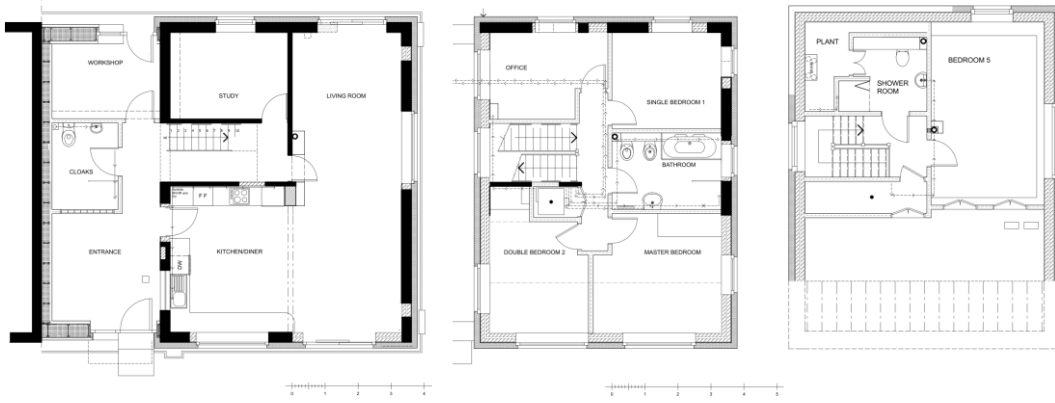 WORKSHOP
STUDY
LIVING ROOM
CLOAKS
F F
ENTRANCE
KITCHEN/DINER
DW
0 1 2 3 4
OFFICE
SINGLE BEDROOM 1
BATHROOM
DOUBLE BEDROOM 2
MASTER BEDROOM
0 1 2 3 4 5
PLANT
BEDROOM 5
SHOWER
ROOM